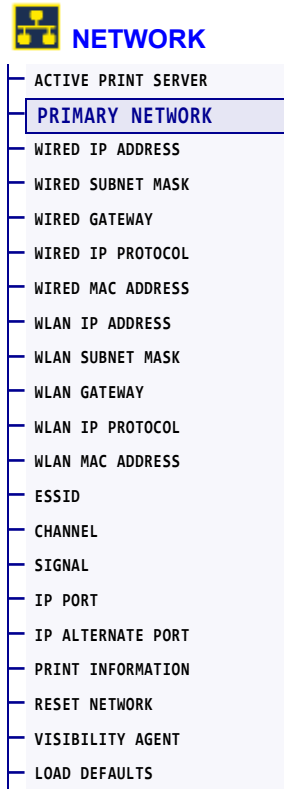 NETWORK
ACTIVE PRINT SERVER
PRIMARY NETWORK
WIRED IP ADDRESS
WIRED SUBNET MASK
WIRED GATEWAY
WIRED IP PROTOCOL
WIRED MAC ADDRESS
WLAN IP ADDRESS
WLAN SUBNET MASK
WLAN GATEWAY
WLAN IP PROTOCOL
WLAN MAC ADDRESS
ESSID
CHANNEL
SIGNAL
IP PORT
IP ALTERNATE PORT
PRINT INFORMATION
RESET NETWORK
VISIBILITY AGENT
LOAD DEFAULTS